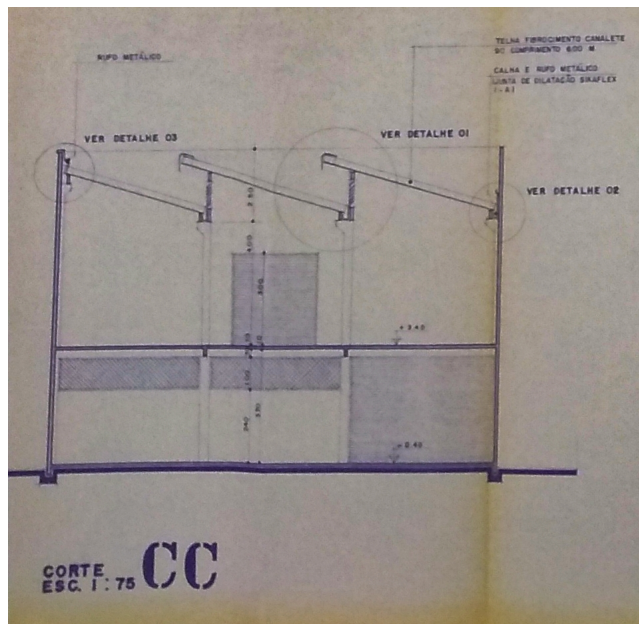 RUFO METÁLICO
TELHA FIBROCIMENTO CANALETE
DE COMPRIMENTO 6.00 M
CALHA E RUFO METÁLICO
JUNTA DE DILATAÇÃO SIKAFLEX
VER DETALHE 03
VER DETALHE 01
VER DETALHE 02
+3.40
+0.40
CORTE CC
ESC. 1:75